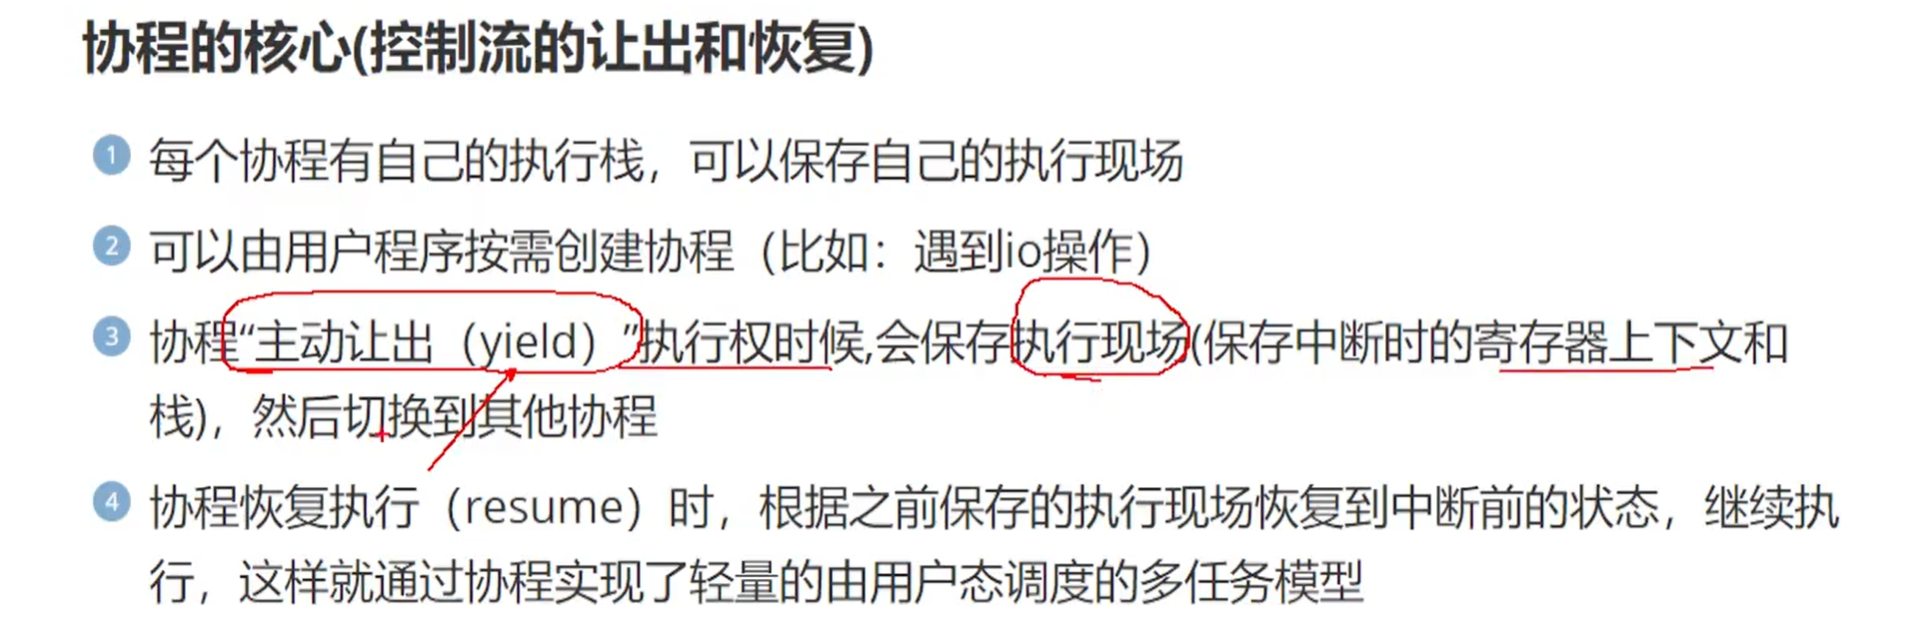 协程的核心(控制流的让出和恢复)
1 每个协程有自己的执行栈，可以保存自己的执行现场
2 可以由用户程序按需创建协程（比如：遇到io操作）
3 协程“主动让出（yield）”执行权时候,会保存执行现场(保存中断时的寄存器上下文和
栈)，然后切换到其他协程
4 协程恢复执行（resume）时，根据之前保存的执行现场恢复到中断前的状态，继续执
行，这样就通过协程实现了轻量的由用户态调度的多任务模型